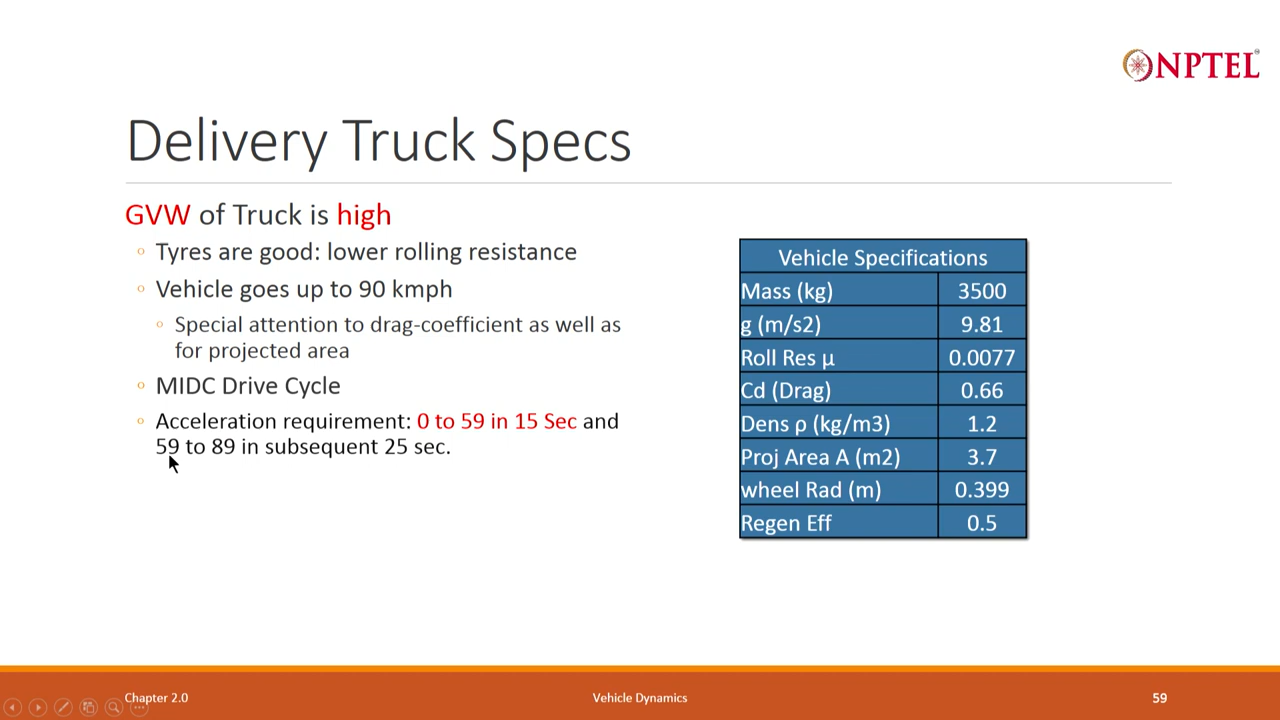 NPTEL
Delivery Truck Specs
GVW of Truck is high
Tyres are good: lower rolling resistance
Vehicle goes up to 90 kmph
Special attention to drag-coefficient as well as
for projected area
MIDC Drive Cycle
Acceleration requirement: 0 to 59 in 15 Sec and
59 to 89 in subsequent 25 sec.
Vehicle Specifications
Mass (kg) 3500
g (m/s2) 9.81
Roll Res μ 0.0077
Cd (Drag) 0.66
Dens ρ (kg/m3) 1.2
Proj Area A (m2) 3.7
wheel Rad (m) 0.399
Regen Eff 0.5
Chapter 2.0
Vehicle Dynamics
59